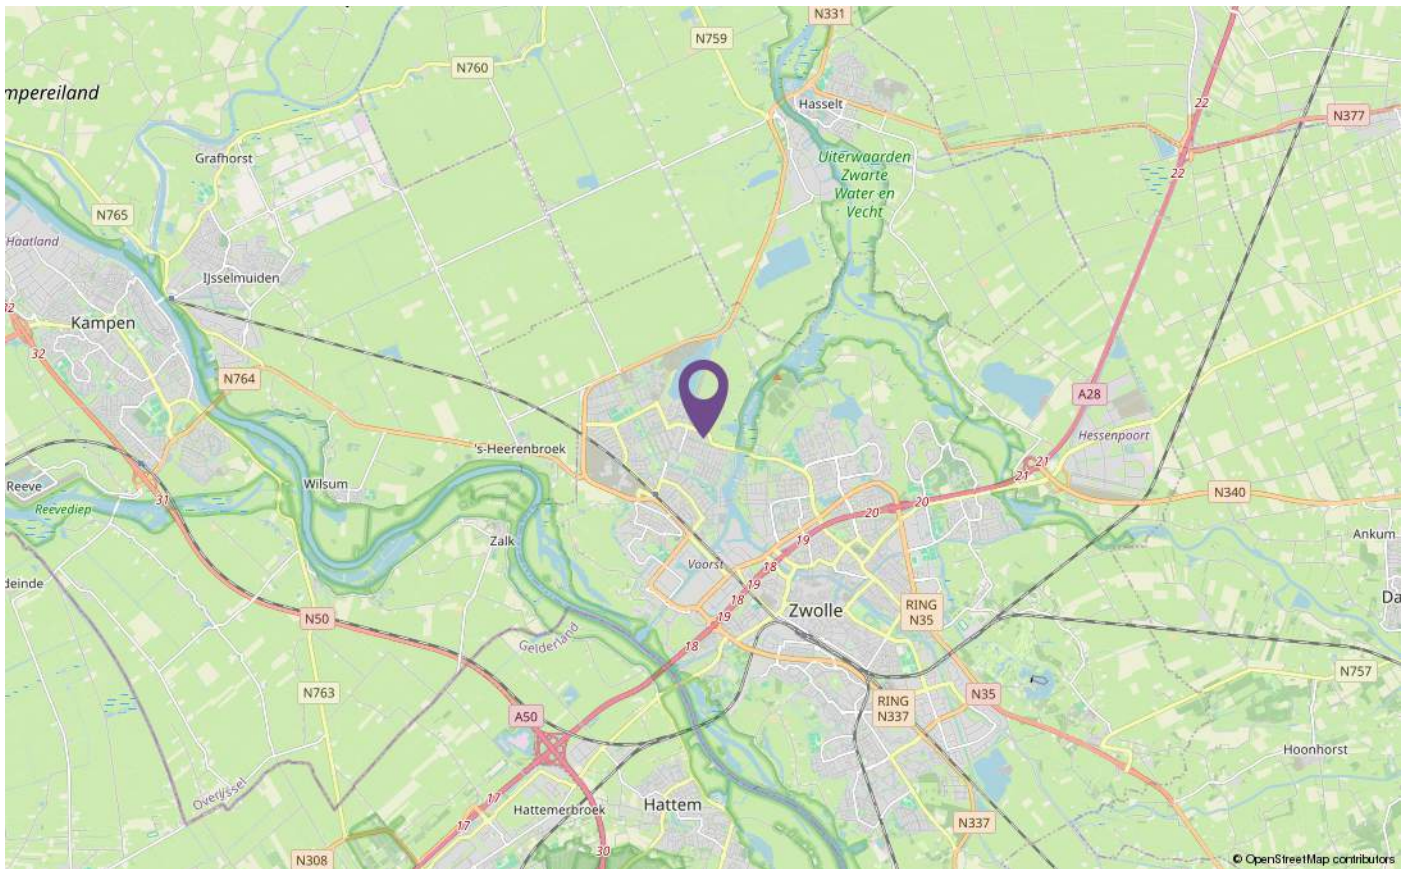 N331
N759
N760
mpereiland
Hasselt
22
N377
Grafhorst
Uiterwaarden
Zwarte
Water en
Vecht
22
N765
Haatland
IJsselmuiden
Kampen
32
32
N764
A28
Hessenpoort
's-Heerenbroek
21
21
Reeve
Wilsum
31
N340
20
20
Reevediep
Zalk
19
Ankum
Voorst
18
19
deinde
18
Da
Zwolle
RING
N35
N50
19
Gelderland
18
N757
N763
N35
RING
N337
A50
Hoonhorst
Overijssel
17
Hattemerbroek
Hattem
17
N337
30
N308
© OpenStreetMap contributors